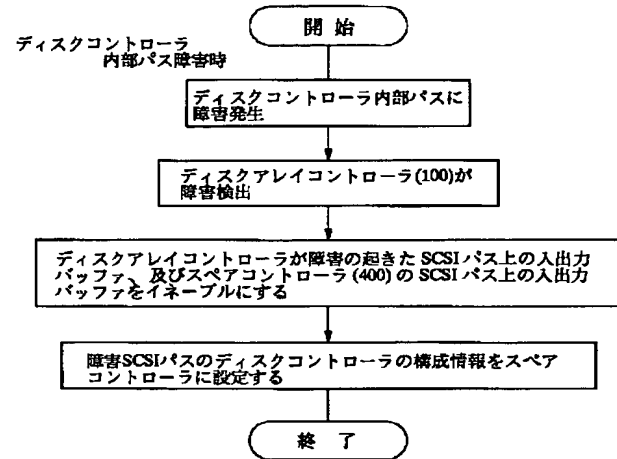 開 始
ディスクコントローラ
内部パス障害時
ディスクコントローラ内部パスに
障害発生
ディスクアレイコントローラ(100)が
障害検出
ディスクアレイコントローラが障害の起きた SCSI パス上の入出力
バッファ、及びスペアコントローラ(400) の SCSI パス上の入出力
バッファをイネーブルにする
障害SCSIパスのディスクコントローラの構成情報をスペア
コントローラに設定する
終 了